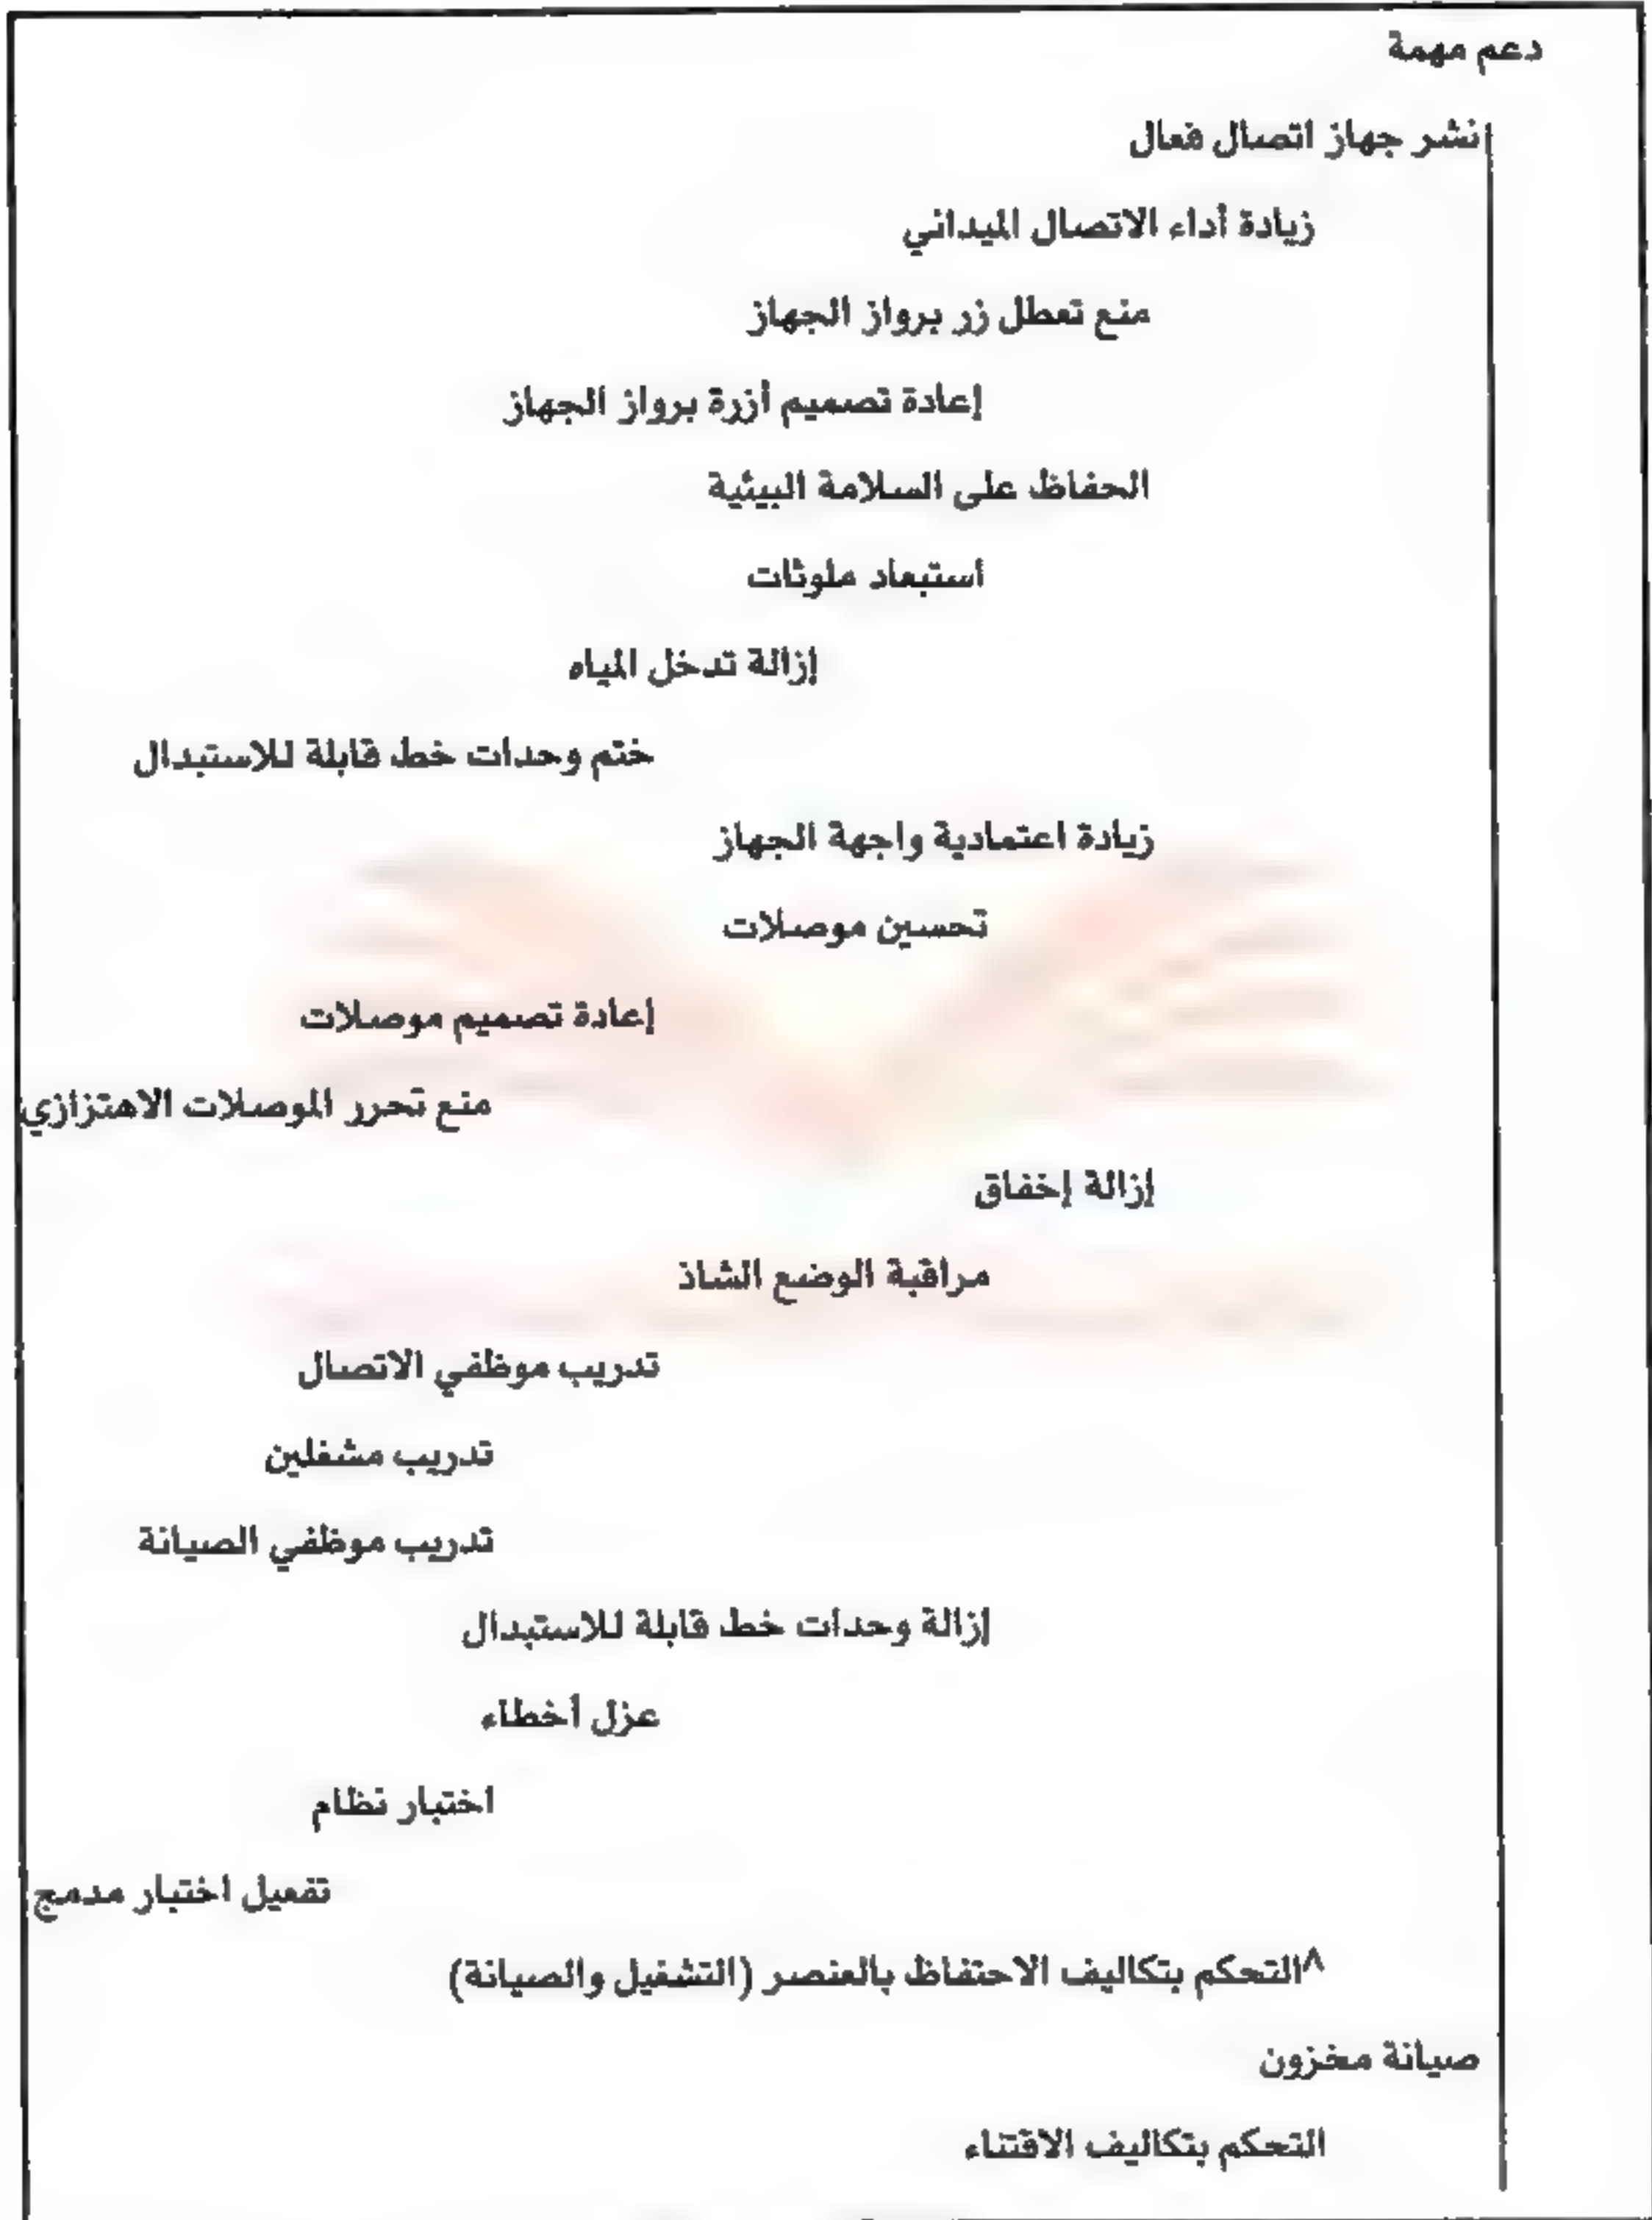 دعم مهمة
نشر جهاز اتصال فعال
زيادة أداء الاتصال الميداني
منع تعطل زر برواز الجهاز
إعادة تصميم أزرة برواز الجهاز
الحفاظ على السلامة البيئية
استبعاد ملوثات
إزالة تدخل المياه
ختم وحدات خط قابلة للاستبدال
زيادة اعتمادية واجهة الجهاز
تحسين موصلات
إعادة تصميم موصلات
منع تحرر الموصلات الاهتزازي
إزالة إخفاق
مراقبة الوضع الشاذ
تدريب موظفي الاتصال
تدريب مشغلين
تدريب موظفي الصيانة
إزالة وحدات خط قابلة للاستبدال
عزل أخطاء
اختبار نظام
تفعيل اختبار مدمج
^التحكم بتكاليف الاحتفاظ بالعنصر (التشغيل والصيانة)
صيانة مخزون
التحكم بتكاليف الاقتناء